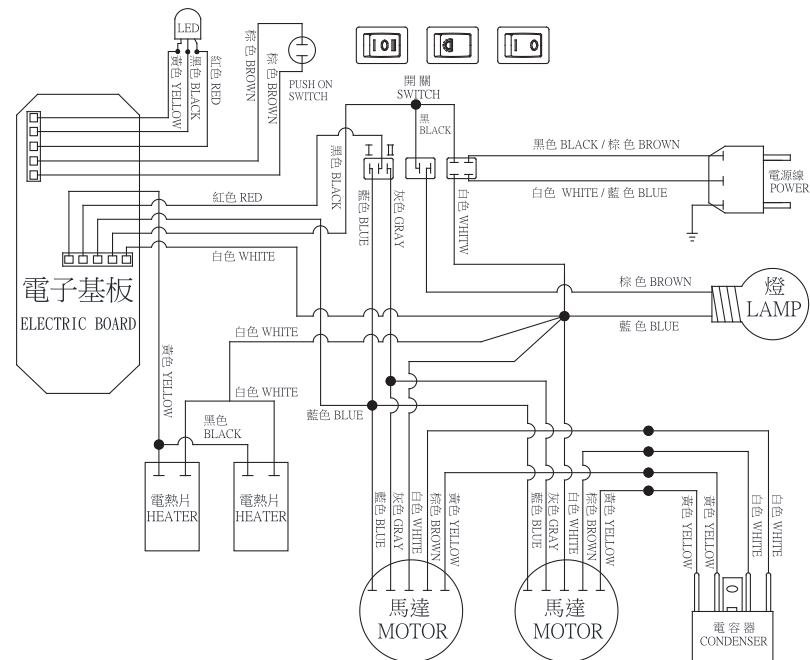 LED
黃色 YELLOW
黑色 BLACK
紅色 RED
棕色 BROWN
棕色 BROWN
PUSH ON
SWITCH
開 關
SWITCH
黑
BLACK
黑色 BLACK
I
II
藍色 BLUE
灰色 GRAY
白色 WHITW
黑色 BLACK / 棕 色 BROWN
白色 WHITE / 藍 色 BLUE
電源線
POWER
紅色 RED
白色 WHITE
電子基板
ELECTRIC BOARD
棕 色 BROWN
藍 色 BLUE
燈
LAMP
白色 WHITE
黃色 YELLOW
白色 WHITE
黑色
BLACK
藍色 BLUE
電熱片
HEATER
電熱片
HEATER
藍色 BLUE
灰色 GRAY
白色 WHITE
棕色 BROWN
黃色 YELLOW
馬達
MOTOR
藍色 BLUE
灰色 GRAY
白色 WHITE
棕色 BROWN
黃色 YELLOW
馬達
MOTOR
黃色 YELLOW
黃色 YELLOW
白色 WHITE
白色 WHITE
電 容 器
CONDENSER